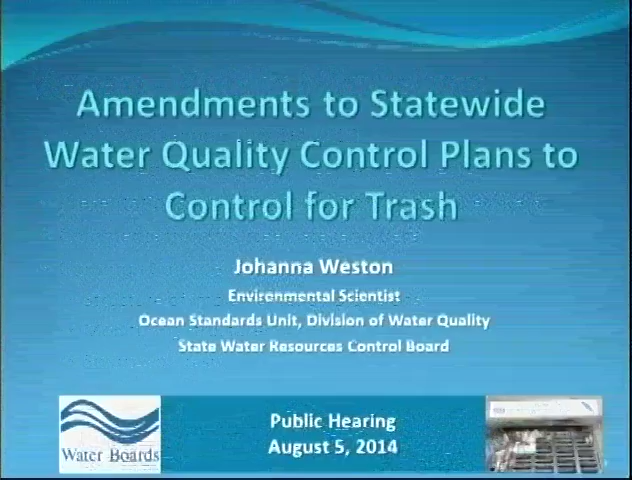 Amendments to Statewide
Water Quality Control Plans to
Control for Trash
Johanna Weston
Environmental Scientist
Ocean Standards Unit, Division of Water Quality
State Water Resources Control Board
Public Hearing
August 5, 2014
Water Boards